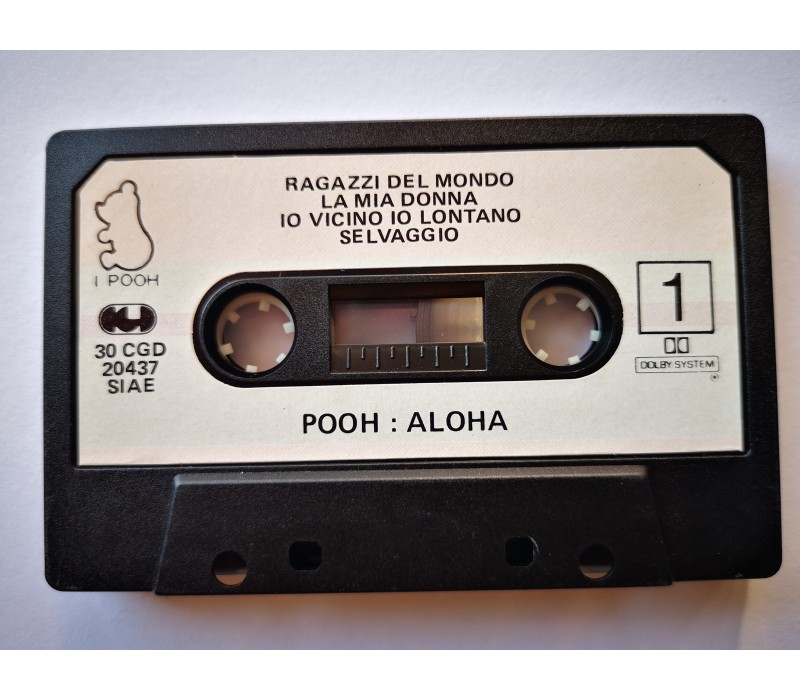 RAGAZZI DEL MONDO
LA MIA DONNA
IO VICINO IO LONTANO
SELVAGGIO
I POOH
30 CGD
20437
SIAE
1
DOLBY SYSTEM
®
POOH : ALOHA